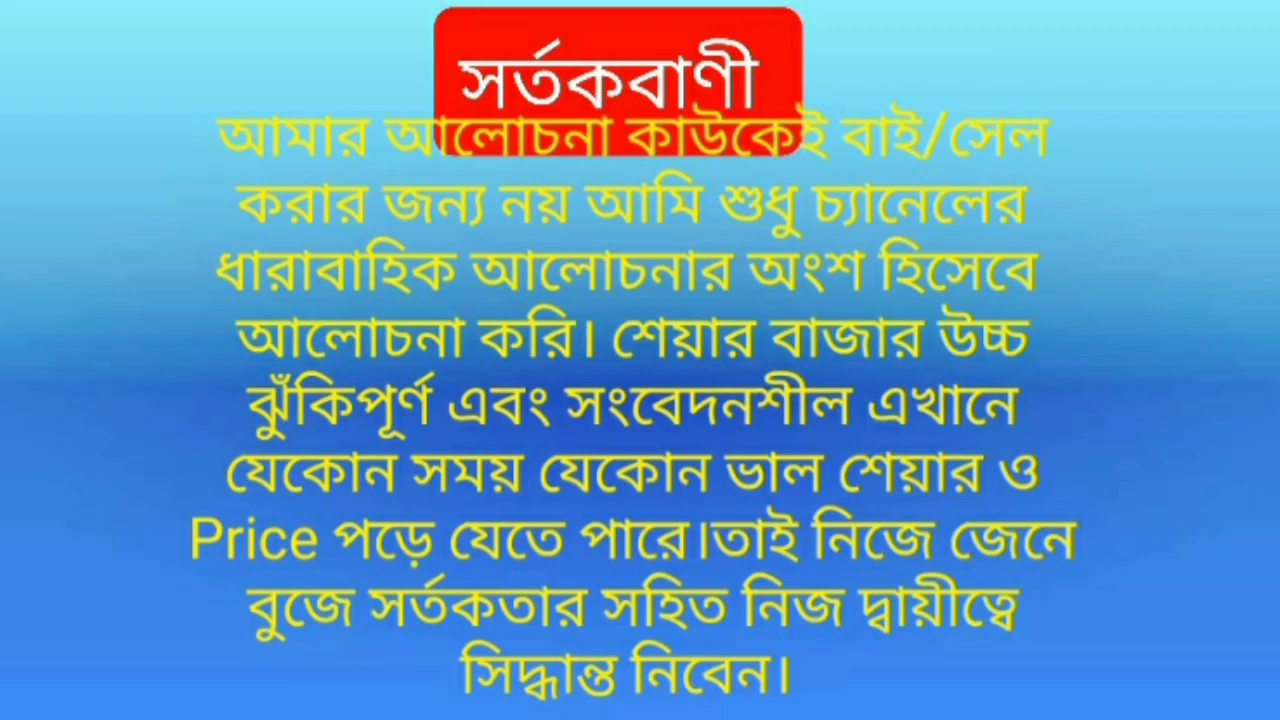 সর্তকবাণী
আমার আলোচনা কাউকেই বাই/সেল
করার জন্য নয় আমি শুধু চ্যানেলের
ধারাবাহিক আলোচনার অংশ হিসেবে
আলোচনা করি। শেয়ার বাজার উচ্চ
ঝুঁকিপূর্ণ এবং সংবেদনশীল এখানে
যেকোন সময় যেকোন ভাল শেয়ার ও
Price পড়ে যেতে পারে।তাই নিজে জেনে
বুজে সর্তকতার সহিত নিজ দ্বায়ীত্বে
সিদ্ধান্ত নিবেন।